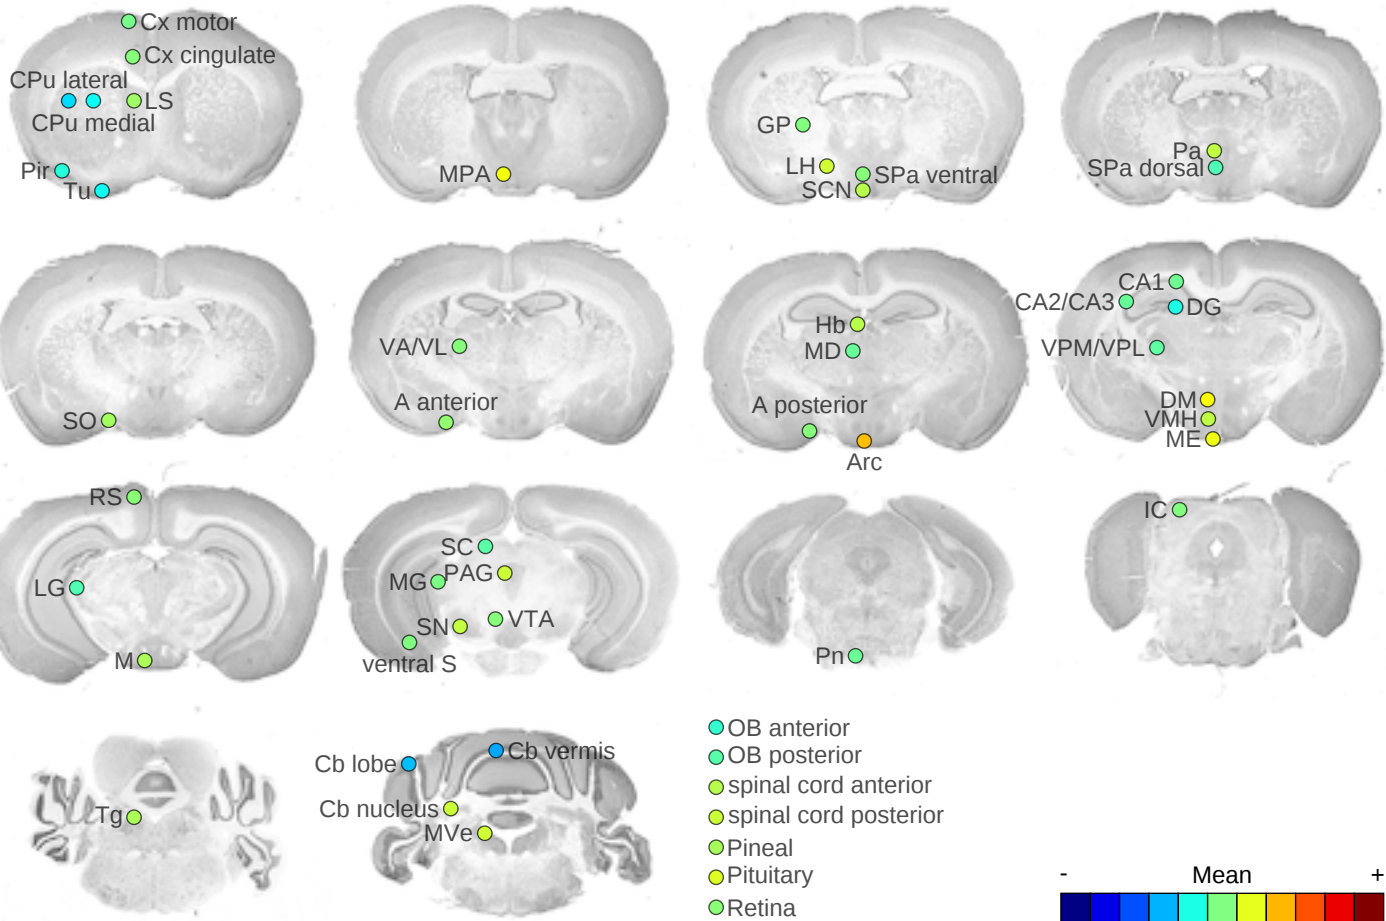 Cx motor
Cx cingulate
CPu lateral
LS
CPu medial
Pir
Tu
MPA
GP
LH
SPa ventral
SCN
Pa
SPa dorsal
SO
VA/VL
A anterior
Hb
MD
A posterior
Arc
CA1
CA2/CA3
DG
VPM/VPL
DM
VMH
ME
RS
LG
M
SC
PAG
MG
VTA
SN
ventral S
Pn
IC
Tg
Cb vermis
Cb lobe
Cb nucleus
MVe
OB anterior
OB posterior
spinal cord anterior
spinal cord posterior
Pineal
Pituitary
Retina
- Mean +